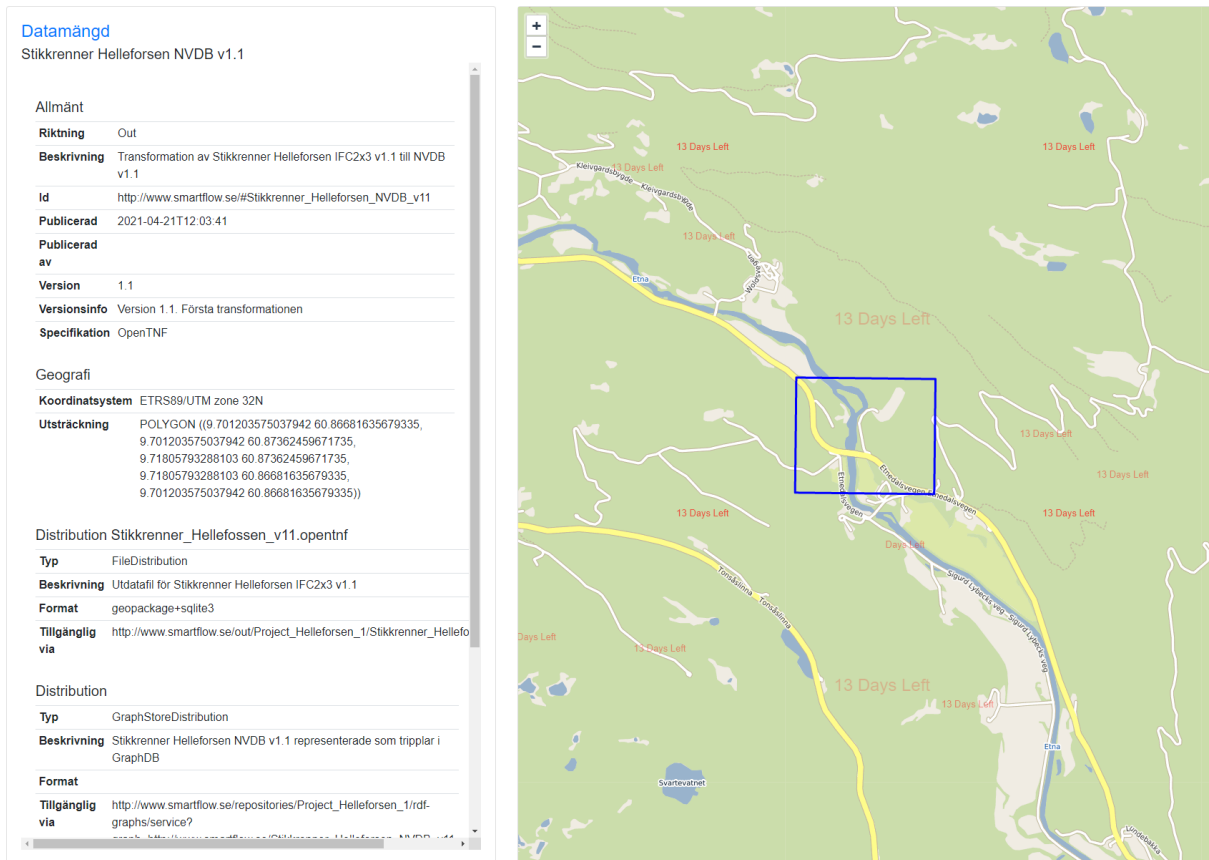 Datamängd
Stikkrenner Helleforsen NVDB v1.1
Allmänt
Riktning Out
Beskrivning Transformation av Stikkrenner Helleforsen IFC2x3 v1.1 till NVDB
v1.1
Id http://www.smartflow.se/#Stikkrenner_Helleforsen_NVDB_v11
Publicerad 2021-04-21T12:03:41
Publicerad
av
Version 1.1
Versionsinfo Version 1.1. Första transformationen
Specifikation OpenTNF
Geografi
Koordinatsystem ETRS89/UTM zone 32N
Utsträckning POLYGON ((9.701203575037942 60.86681635679335,
9.701203575037942 60.87362459671735,
9.71805793288103 60.87362459671735,
9.71805793288103 60.86681635679335,
9.701203575037942 60.86681635679335))
Distribution Stikkrenner_Hellefossen_v11.opentnf
Typ FileDistribution
Beskrivning Utdatafil för Stikkrenner Helleforsen IFC2x3 v1.1
Format geopackage+sqlite3
Tillgänglig http://www.smartflow.se/out/Project_Helleforsen_1/Stikkrenner_Hellefo
via
Distribution
Typ GraphStoreDistribution
Beskrivning Stikkrenner Helleforsen NVDB v1.1 representerade som tripplar i
GraphDB
Format
Tillgänglig http://www.smartflow.se/repositories/Project_Helleforsen_1/rdf-
via graphs/service?
+
−
13 Days Left
13 Days Left
13 Days Left
Kleivgardsbygde
Kleivgardsbygde
13 Days Left
Woldsvegen
Etna
13 Days Left
13 Days Left
13 Days Left
Etnedalsvegen
Etnedalsvegen
Etnedalsvegen
13 Days Left
13 Days Left
Days Left
Tonsåslinna
Tonsåslinna
Sigurd Lybecks veg
Sigurd Lybecks veg
Days Left
13 Days Left
13 Days Left
13 Days Left
Etna
Svartevatnet
Lundebakka